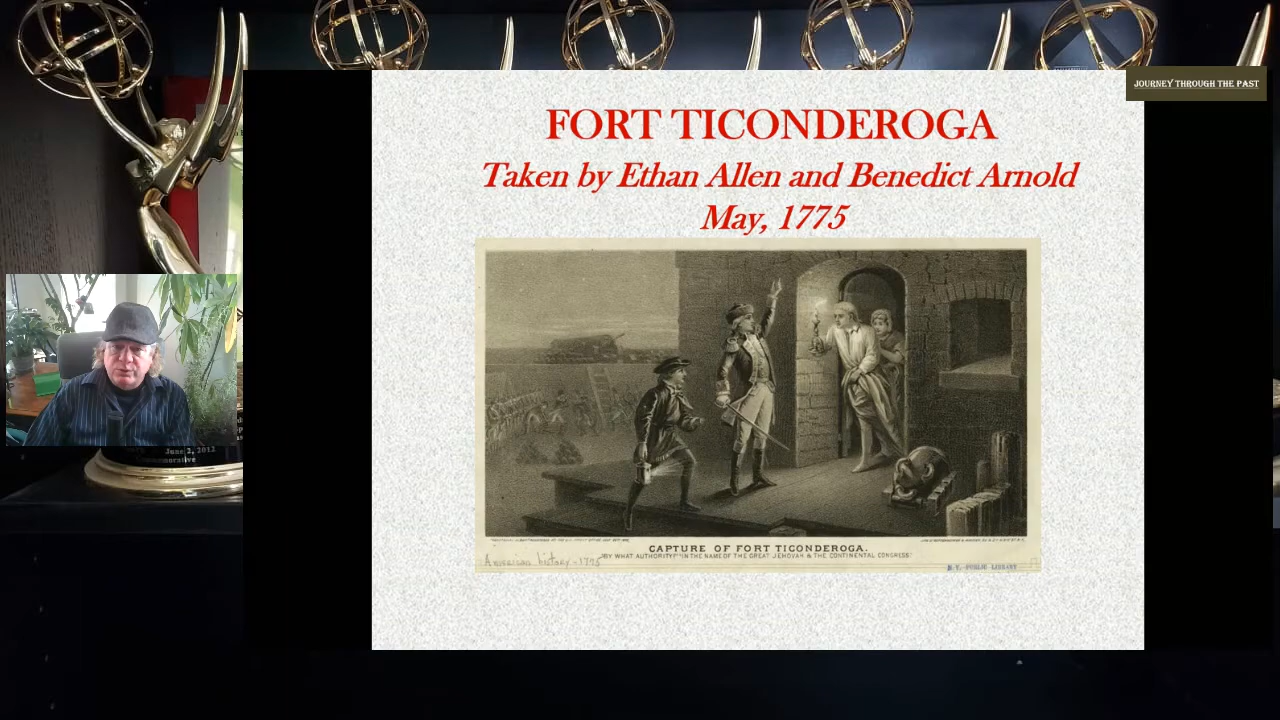 JOURNEY THROUGH THE PAST
FORT TICONDEROGA
Taken by Ethan Allen and Benedict Arnold
May, 1775
CAPTURE OF FORT TICONDEROGA.
"BY WHAT AUTHORITY?" "IN THE NAME OF THE GREAT JEHOVAH & THE CONTINENTAL CONGRESS."
American history - 1775
N. Y. PUBLIC LIBRARY
June 2, 2012
Commemorative